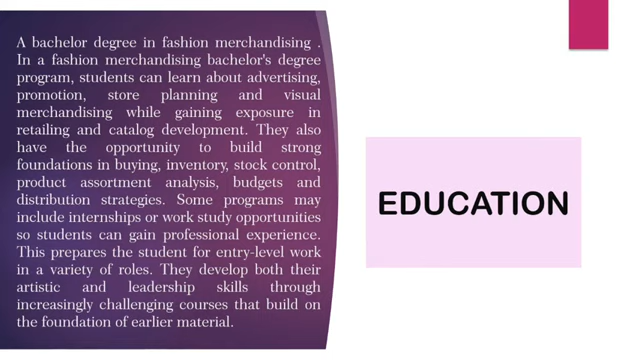 A bachelor degree in fashion merchandising .
In a fashion merchandising bachelor's degree
program, students can learn about advertising,
promotion, store planning and visual
merchandising while gaining exposure in
retailing and catalog development. They also
have the opportunity to build strong
foundations in buying, inventory, stock control,
product assortment analysis, budgets and
distribution strategies. Some programs may
include internships or work study opportunities
so students can gain professional experience.
This prepares the student for entry-level work
in a variety of roles. They develop both their
artistic and leadership skills through
increasingly challenging courses that build on
the foundation of earlier material.
EDUCATION